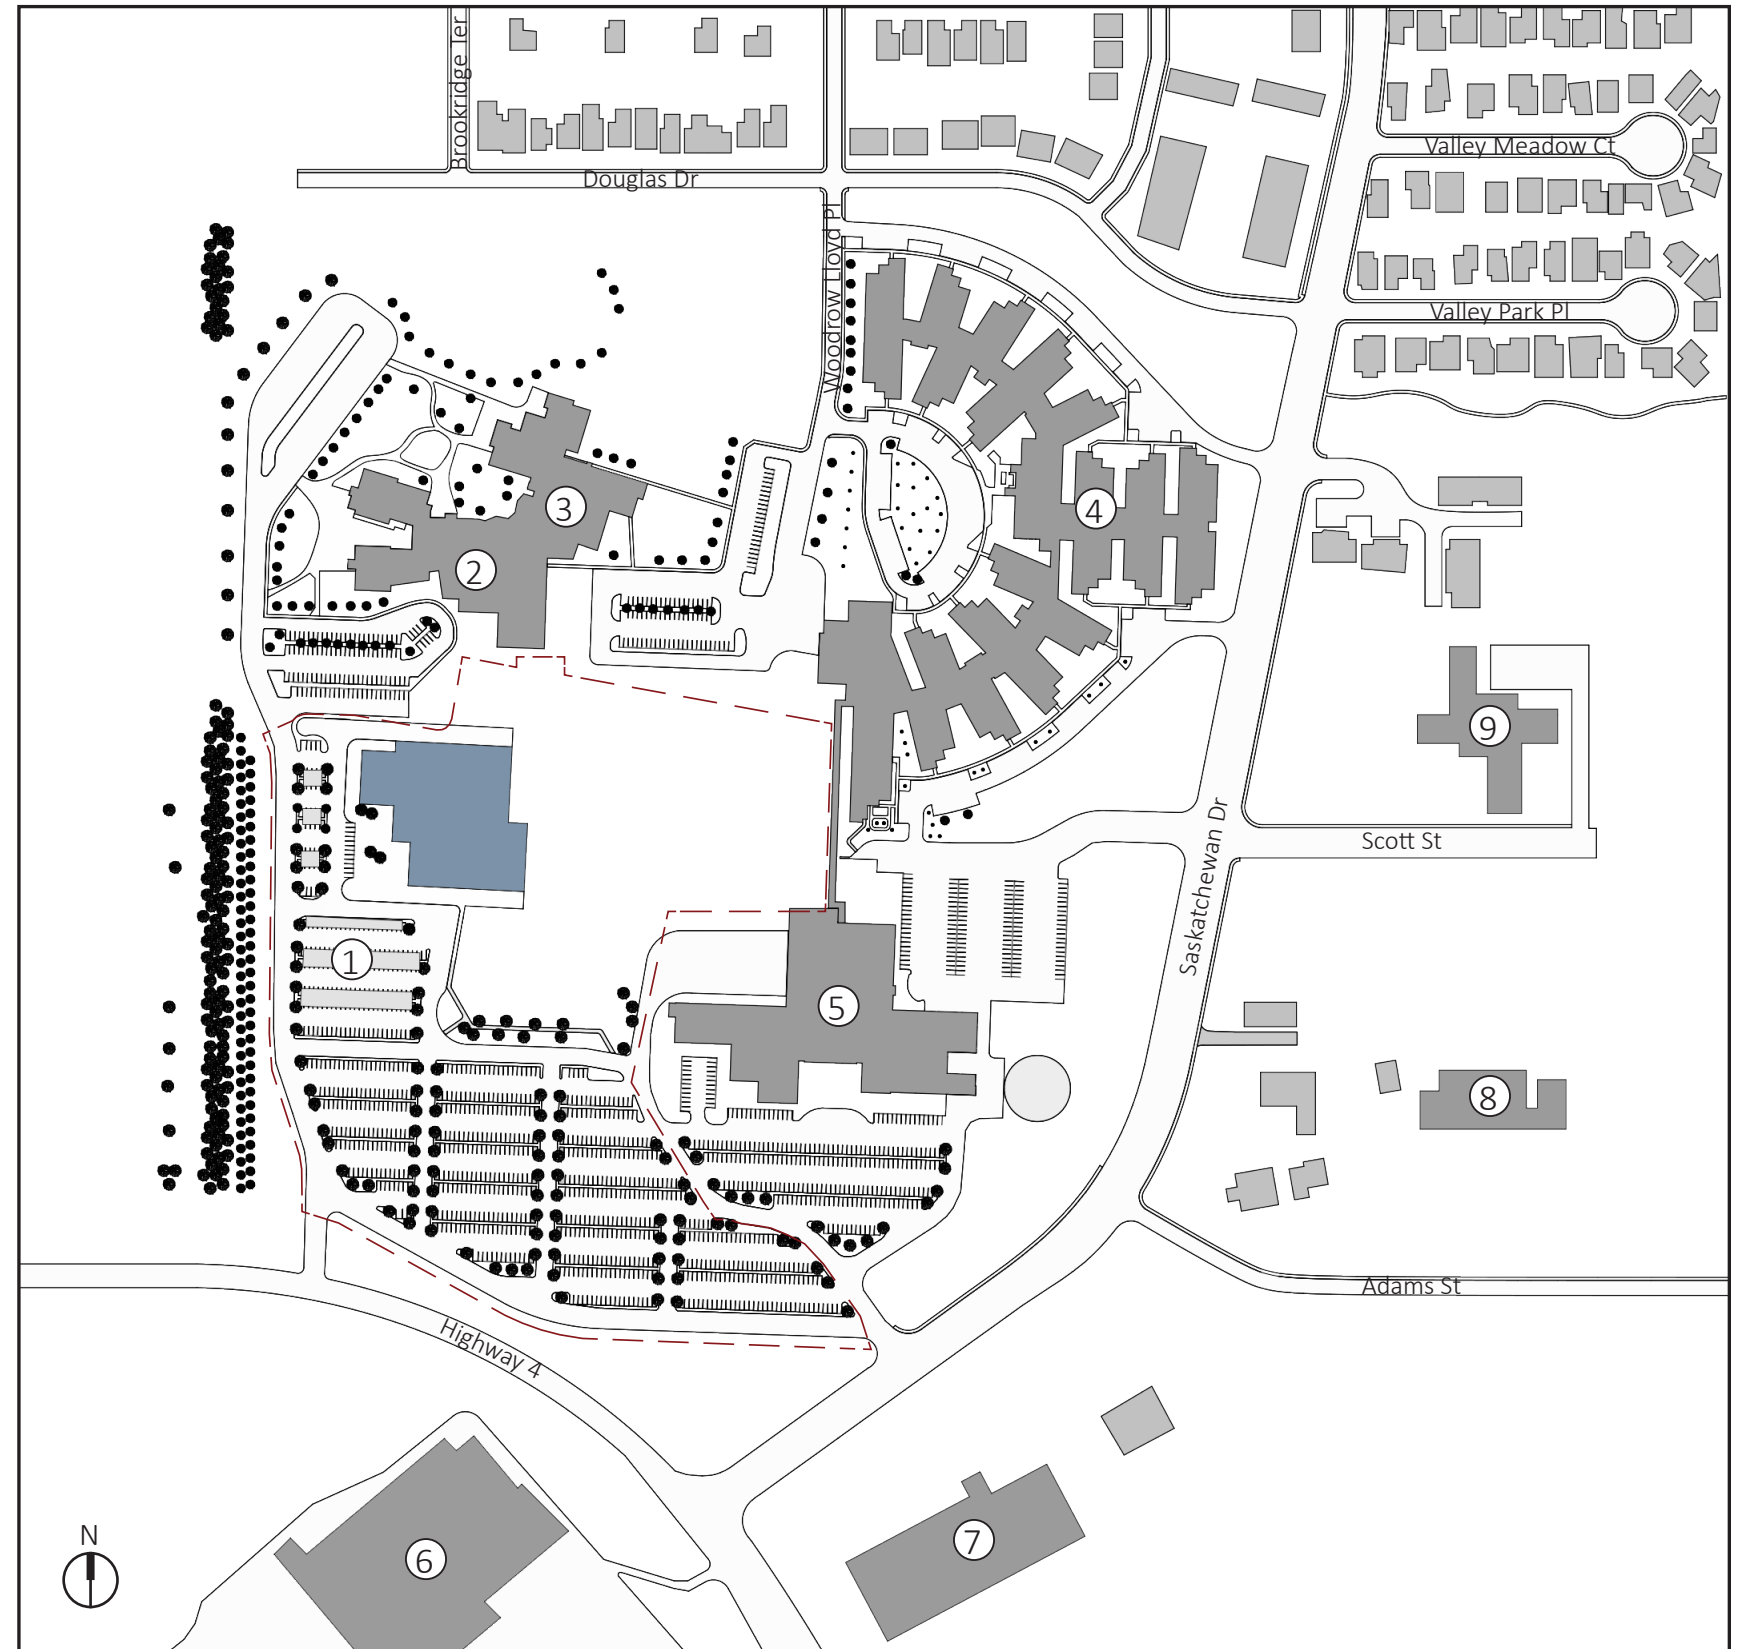 Brookridge Ter
Valley Meadow Ct
Douglas Dr
Woodrow Lloyd Pl
Valley Park Pl
3
4
2
9
Scott St
Saskatchewan Dr
1
5
8
Adams St
Highway 4
N
6
7